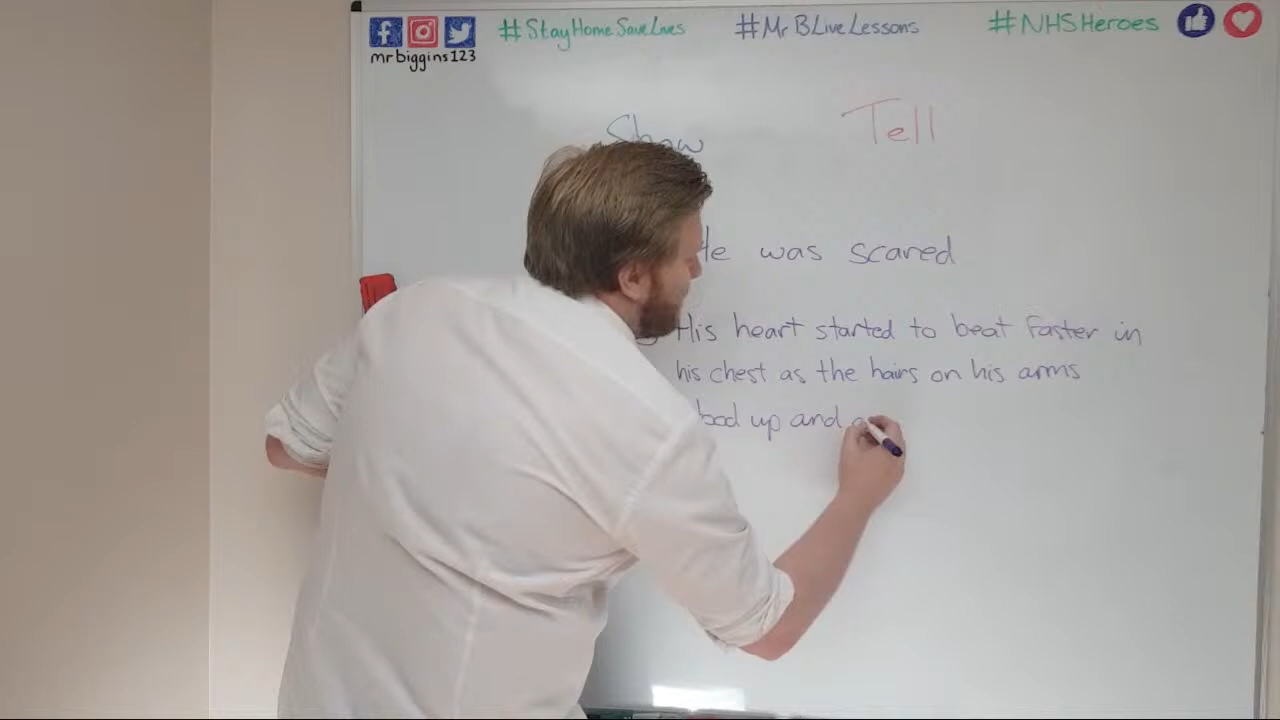 #StayHomeSaveLives #MrBLiveLessons #NHSHeroes
mrbiggins123
Show Tell
He was scared
His heart started to beat faster in
his chest as the hairs on his arms
up and